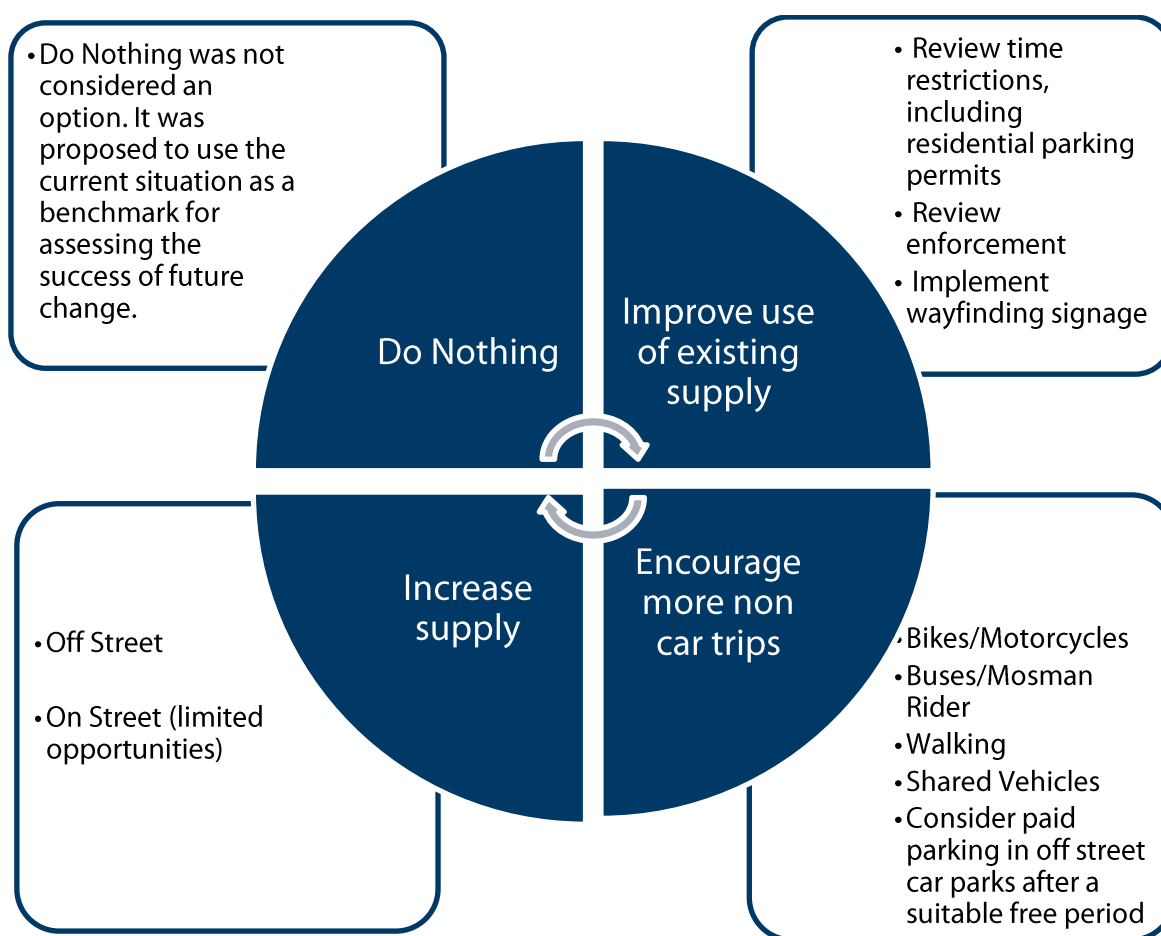 •Do Nothing was not
considered an
option. It was
proposed to use the
current situation as a
benchmark for
assessing the
success of future
change.
Do Nothing
• Review time
restrictions,
including
residential parking
permits
• Review
enforcement
• Implement
wayfinding signage
Improve use
of existing
supply
•Off Street
•On Street (limited
opportunities)
Increase
supply
Encourage
more non
car trips
•Bikes/Motorcycles
•Buses/Mosman
Rider
•Walking
•Shared Vehicles
•Consider paid
parking in off street
car parks after a
suitable free period